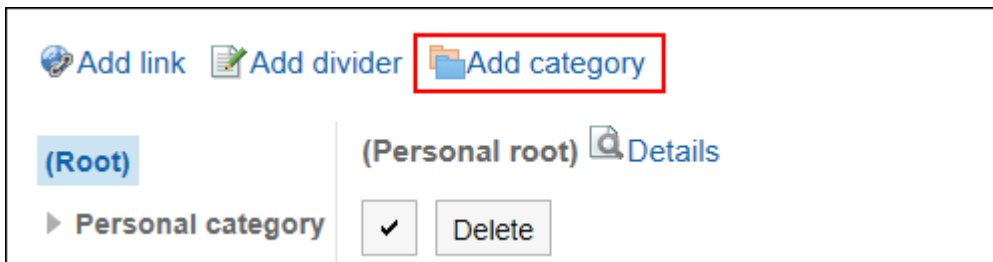 Add link Add divider Add category
(Root)
Personal category
(Personal root) Details
Delete